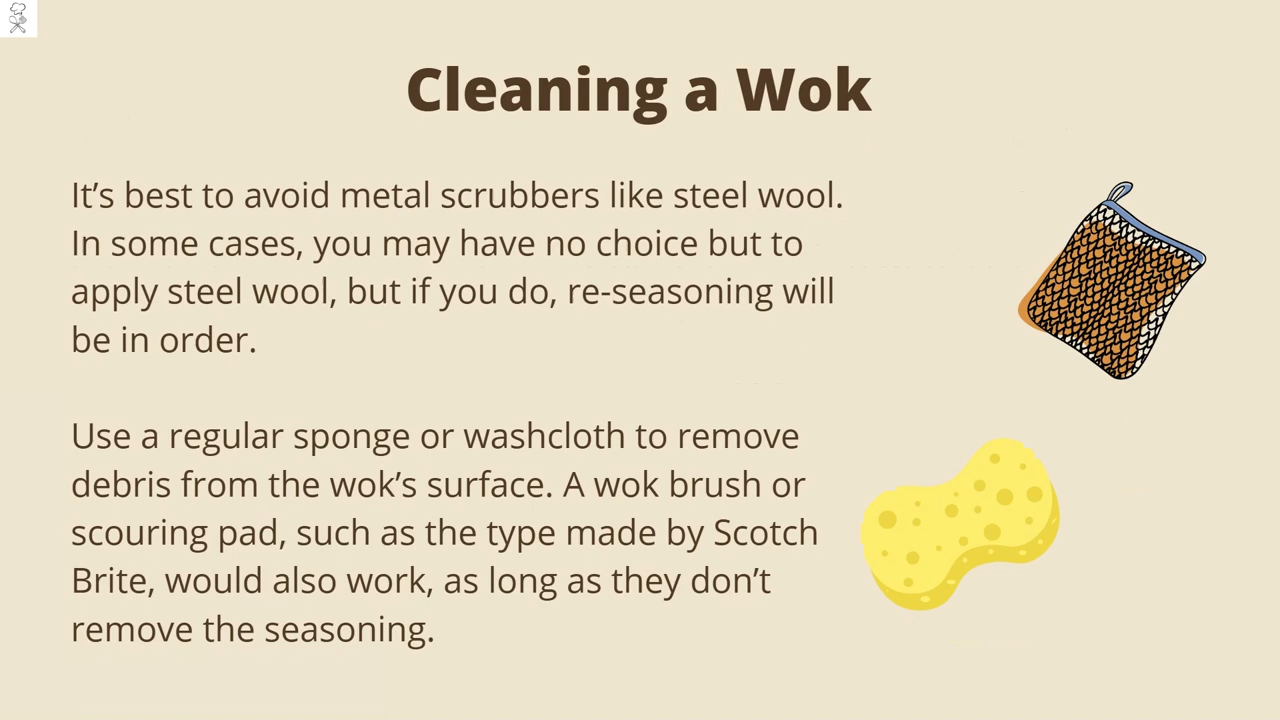 Cleaning a Wok
It’s best to avoid metal scrubbers like steel wool.
In some cases, you may have no choice but to
apply steel wool, but if you do, re-seasoning will
be in order.
Use a regular sponge or washcloth to remove
debris from the wok’s surface. A wok brush or
scouring pad, such as the type made by Scotch
Brite, would also work, as long as they don’t
remove the seasoning.